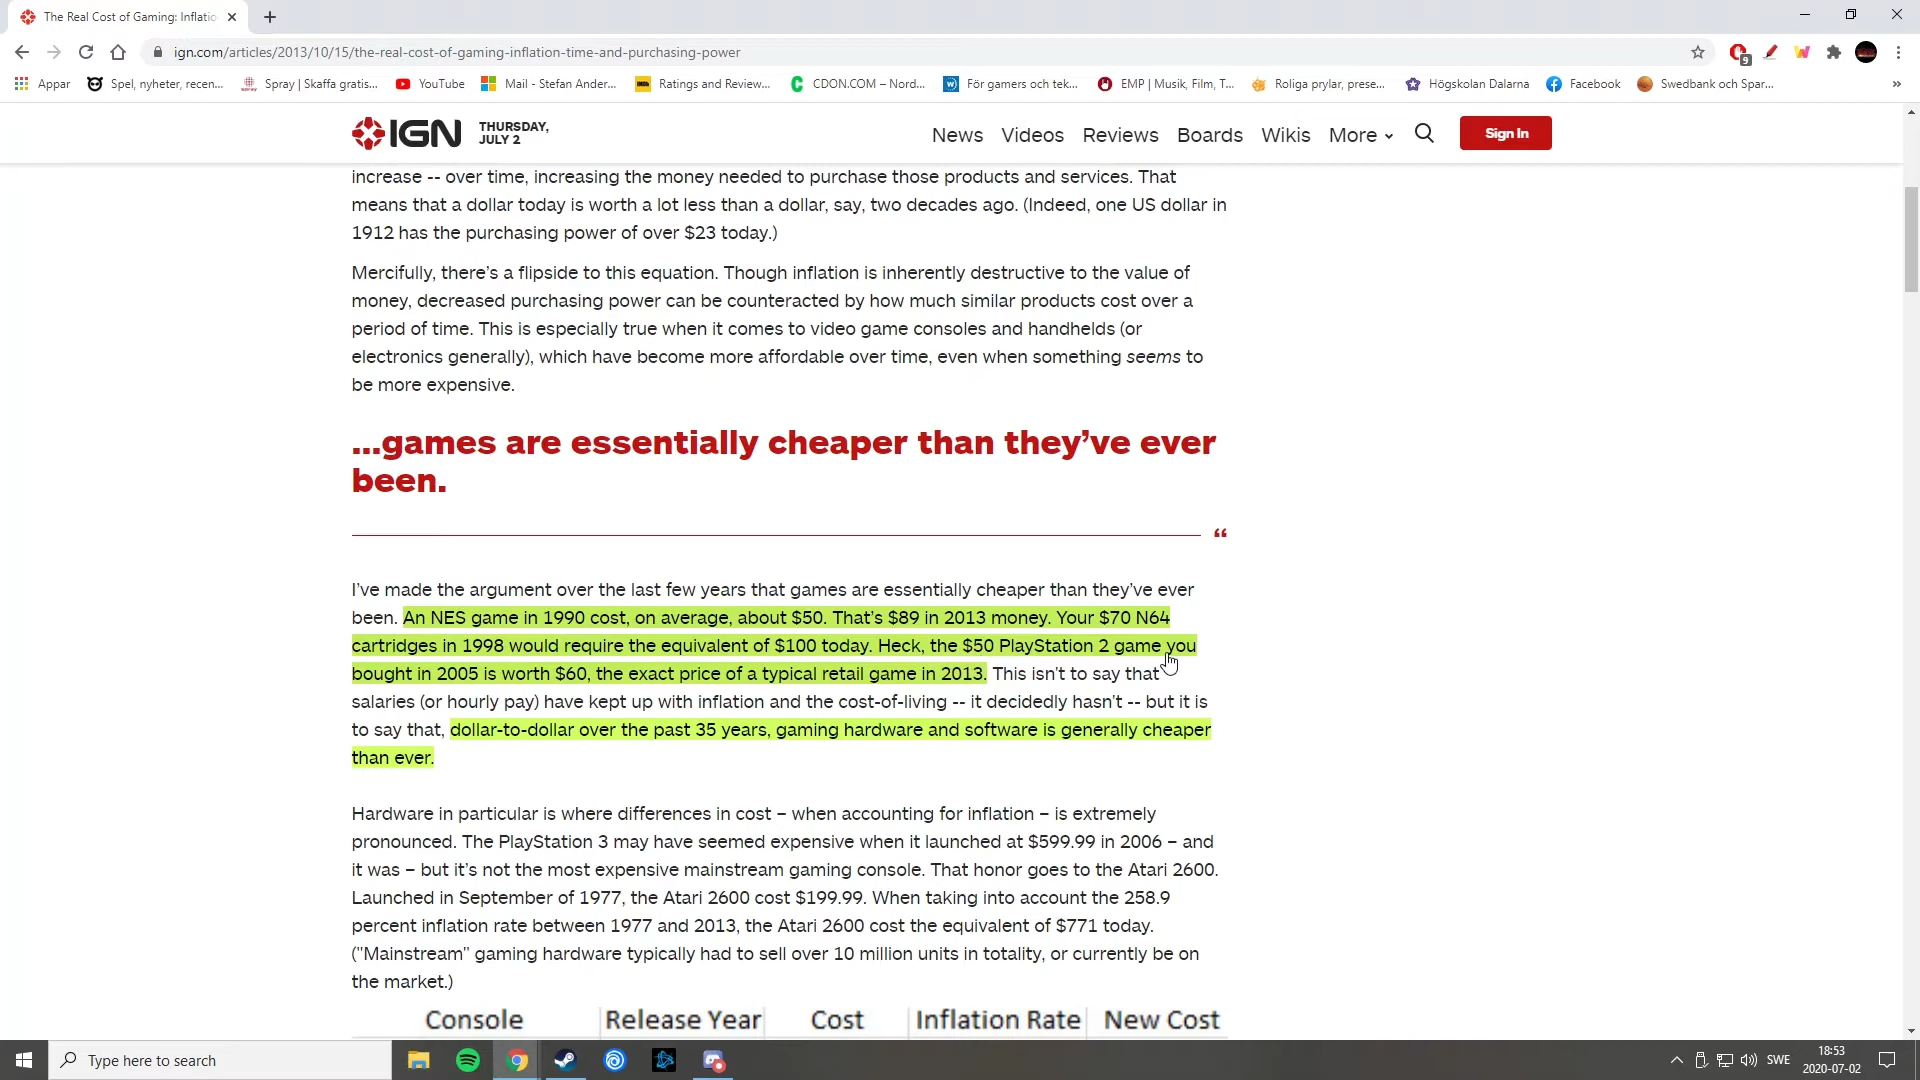 The Real Cost of Gaming: Inflatio
ign.com/articles/2013/10/15/the-real-cost-of-gaming-inflation-time-and-purchasing-power
9
Appar
Spel, nyheter, recen...
Spray | Skaffa gratis...
YouTube
Mail - Stefan Ander...
Ratings and Review...
CDON.COM – Nord...
För gamers och tek...
EMP | Musik, Film, T...
Roliga prylar, prese...
Högskolan Dalarna
Facebook
Swedbank och Spar...
»
IGN
THURSDAY,
JULY 2
News Videos Reviews Boards Wikis More
Sign In
increase -- over time, increasing the money needed to purchase those products and services. That
means that a dollar today is worth a lot less than a dollar, say, two decades ago. (Indeed, one US dollar in
1912 has the purchasing power of over $23 today.)
Mercifully, there’s a flipside to this equation. Though inflation is inherently destructive to the value of
money, decreased purchasing power can be counteracted by how much similar products cost over a
period of time. This is especially true when it comes to video game consoles and handhelds (or
electronics generally), which have become more affordable over time, even when something seems to
be more expensive.
...games are essentially cheaper than they’ve ever
been.
“
I’ve made the argument over the last few years that games are essentially cheaper than they’ve ever
been. An NES game in 1990 cost, on average, about $50. That’s $89 in 2013 money. Your $70 N64
cartridges in 1998 would require the equivalent of $100 today. Heck, the $50 PlayStation 2 game you
bought in 2005 is worth $60, the exact price of a typical retail game in 2013. This isn't to say that
salaries (or hourly pay) have kept up with inflation and the cost-of-living -- it decidedly hasn't -- but it is
to say that, dollar-to-dollar over the past 35 years, gaming hardware and software is generally cheaper
than ever.
Hardware in particular is where differences in cost – when accounting for inflation – is extremely
pronounced. The PlayStation 3 may have seemed expensive when it launched at $599.99 in 2006 – and
it was – but it’s not the most expensive mainstream gaming console. That honor goes to the Atari 2600.
Launched in September of 1977, the Atari 2600 cost $199.99. When taking into account the 258.9
percent inflation rate between 1977 and 2013, the Atari 2600 cost the equivalent of $771 today.
("Mainstream" gaming hardware typically had to sell over 10 million units in totality, or currently be on
the market.)
Console Release Year Cost Inflation Rate New Cost
Type here to search
SWE
18:53
2020-07-02